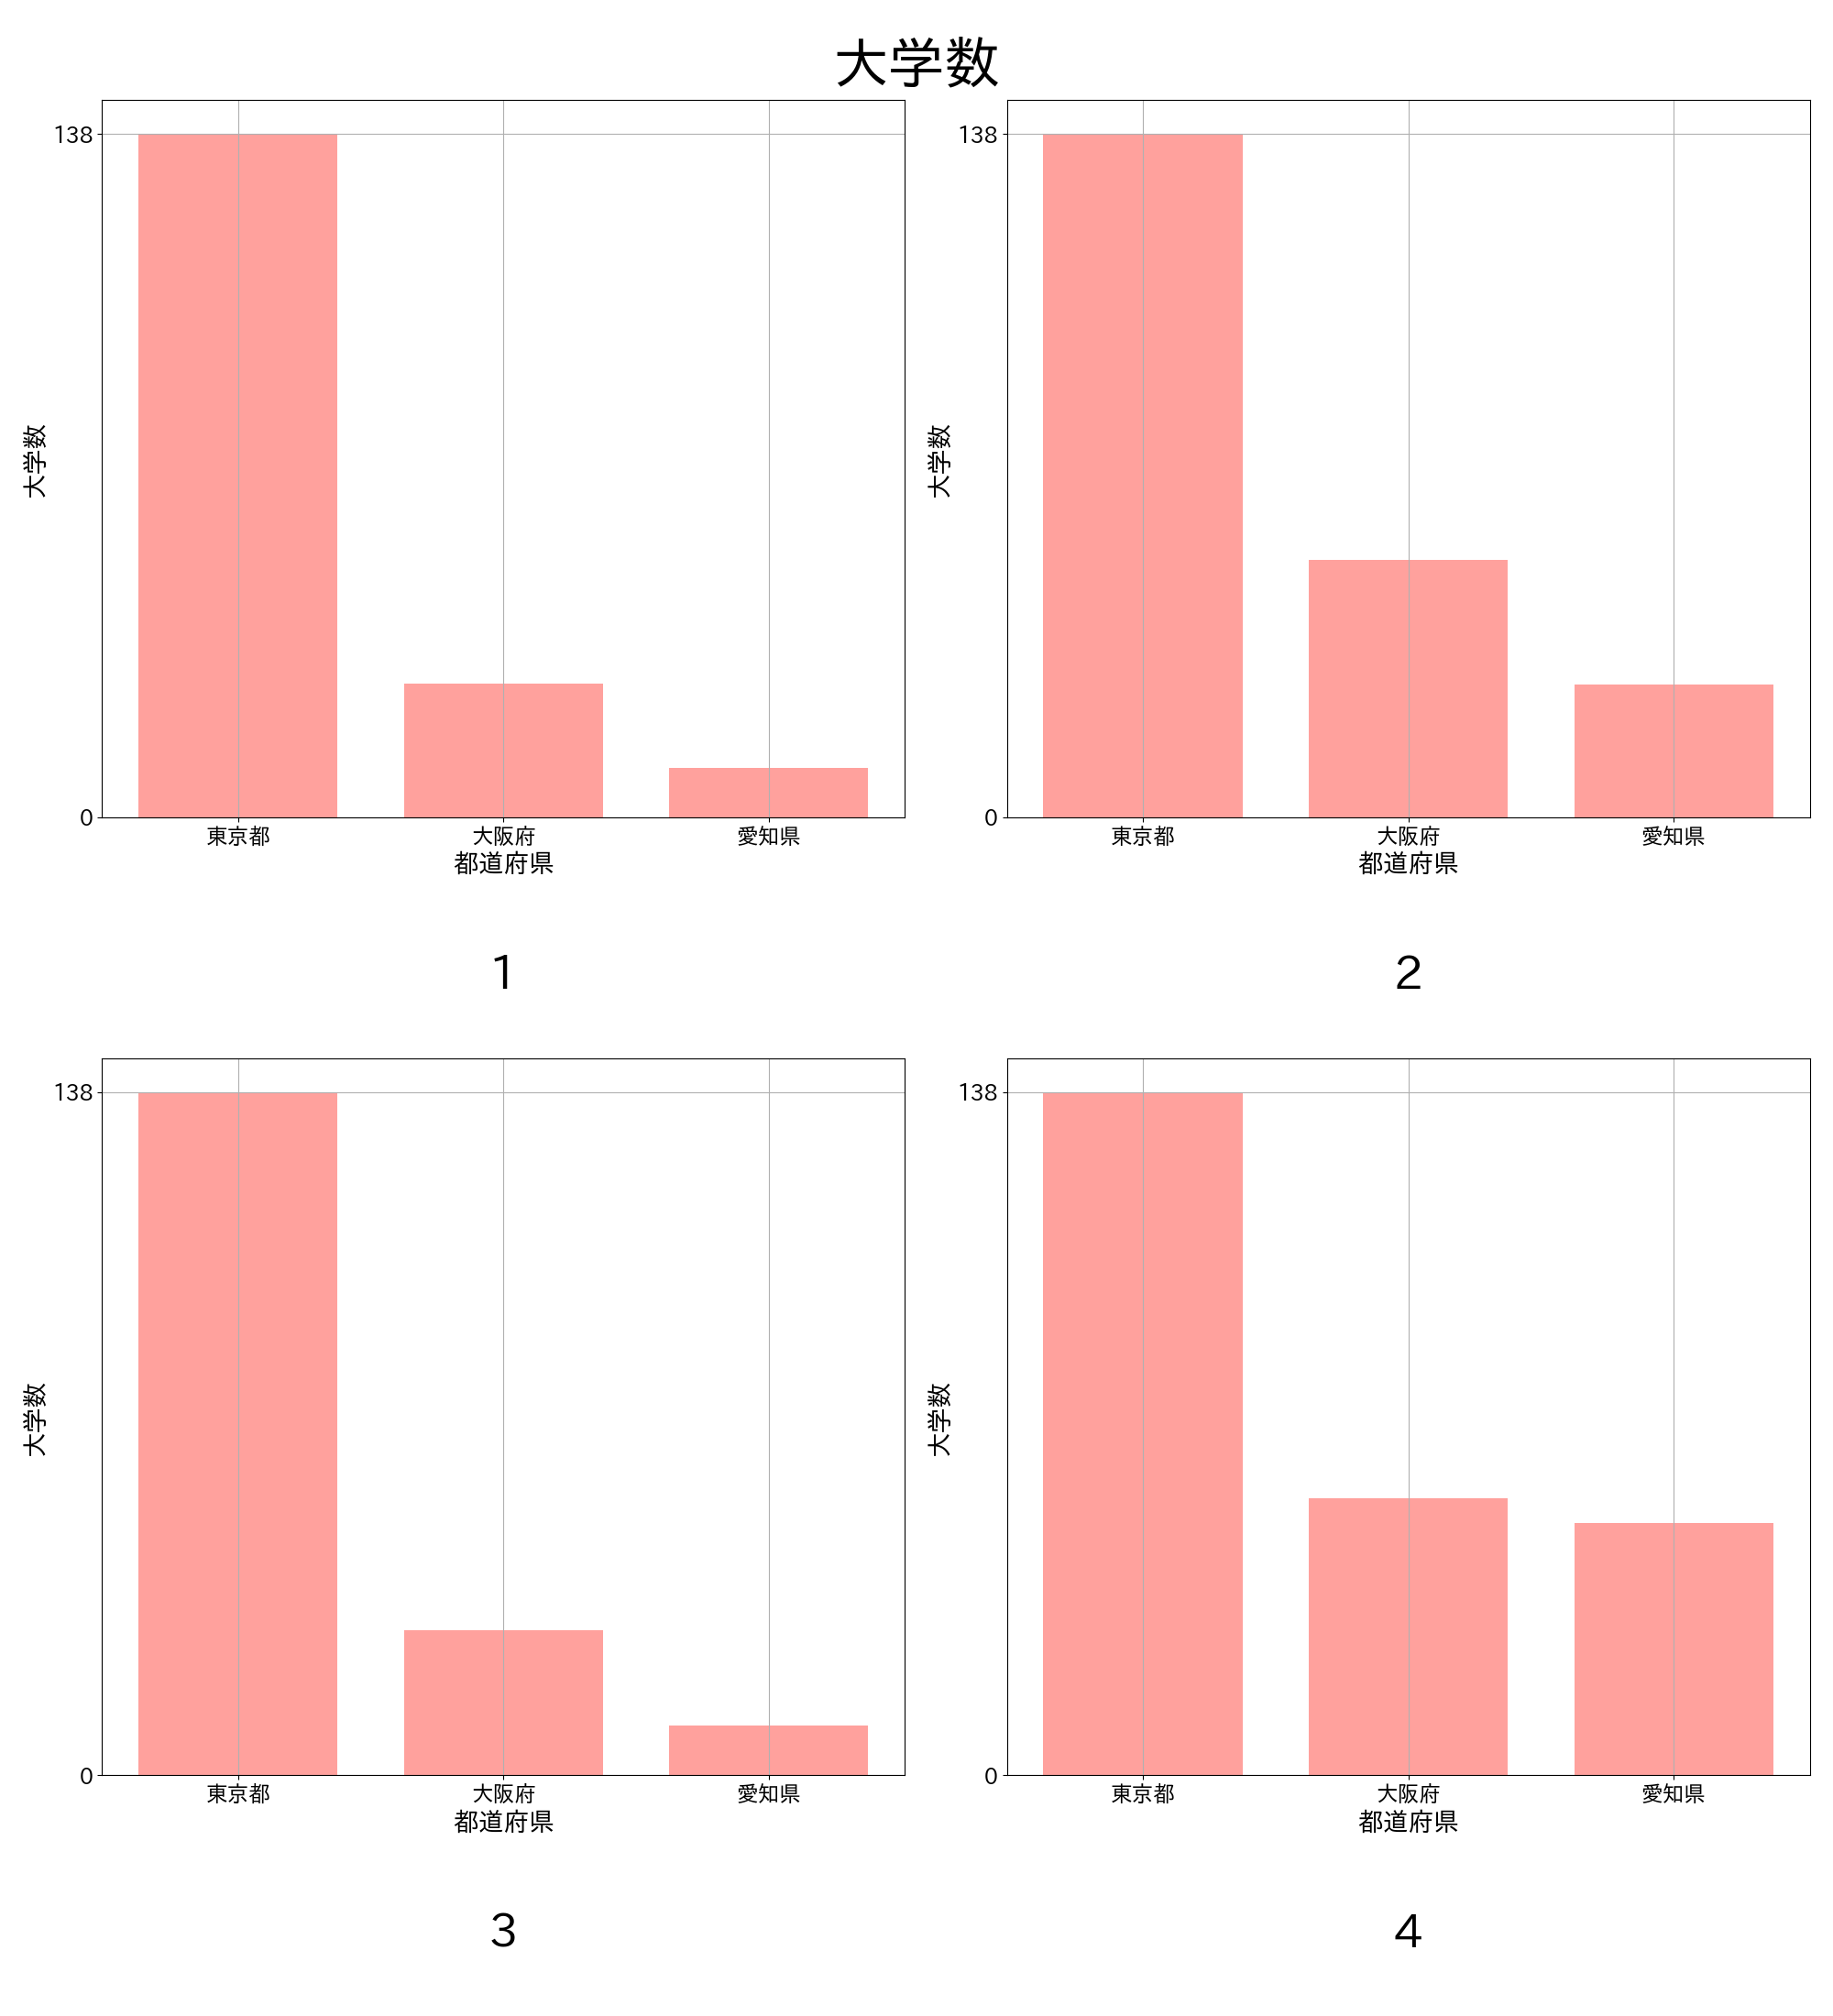 大学数
138
0
大学数
東京都
大阪府
愛知県
都道府県
1
138
0
大学数
東京都
大阪府
愛知県
都道府県
2
138
0
大学数
東京都
大阪府
愛知県
都道府県
3
138
0
大学数
東京都
大阪府
愛知県
都道府県
4